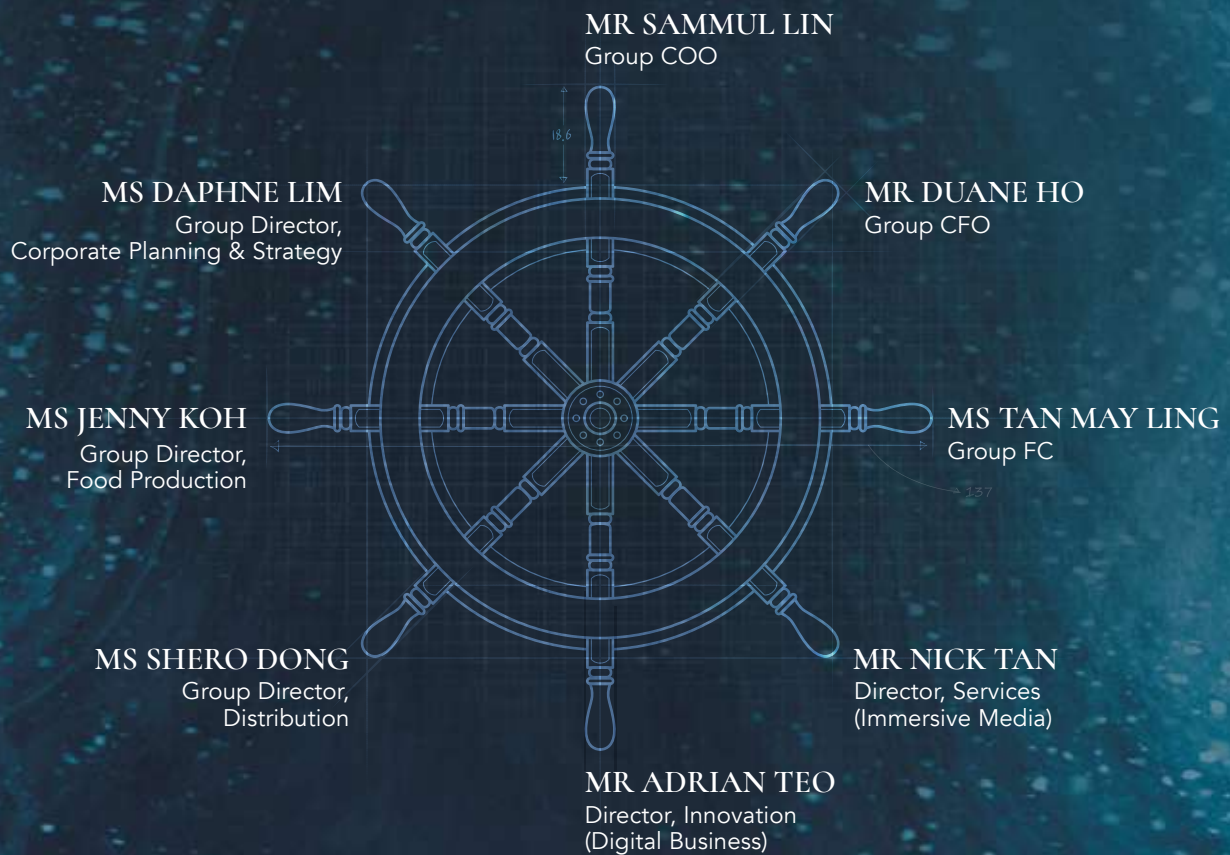 MR SAMMUL LIN
Group COO
18.6
MS DAPHNE LIM
Group Director,
Corporate Planning & Strategy
MR DUANE HO
Group CFO
MS JENNY KOH
Group Director,
Food Production
MS TAN MAY LING
Group FC
137
MS SHERO DONG
Group Director,
Distribution
MR NICK TAN
Director, Services
(Immersive Media)
MR ADRIAN TEO
Director, Innovation
(Digital Business)